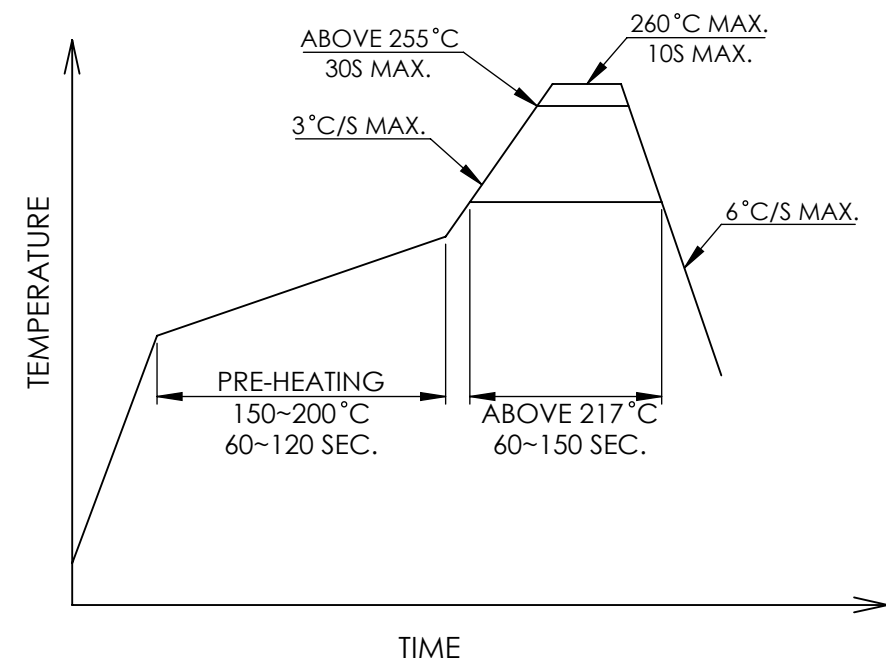 ABOVE 255°C
30S MAX.
260°C MAX.
10S MAX.
3°C/S MAX.
6°C/S MAX.
TEMPERATURE
PRE-HEATING
150~200°C
60~120 SEC.
ABOVE 217°C
60~150 SEC.
TIME